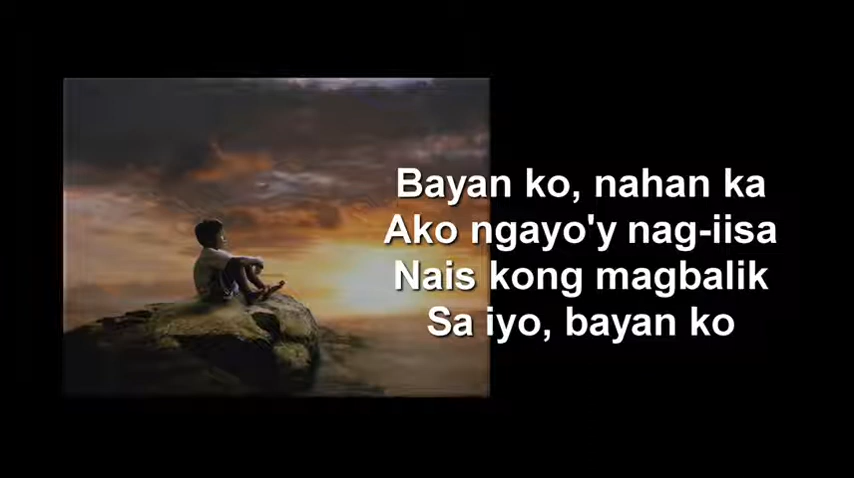 Bayan ko, nahan ka
Ako ngayo'y nag-iisa
Nais kong magbalik
Sa iyo, bayan ko